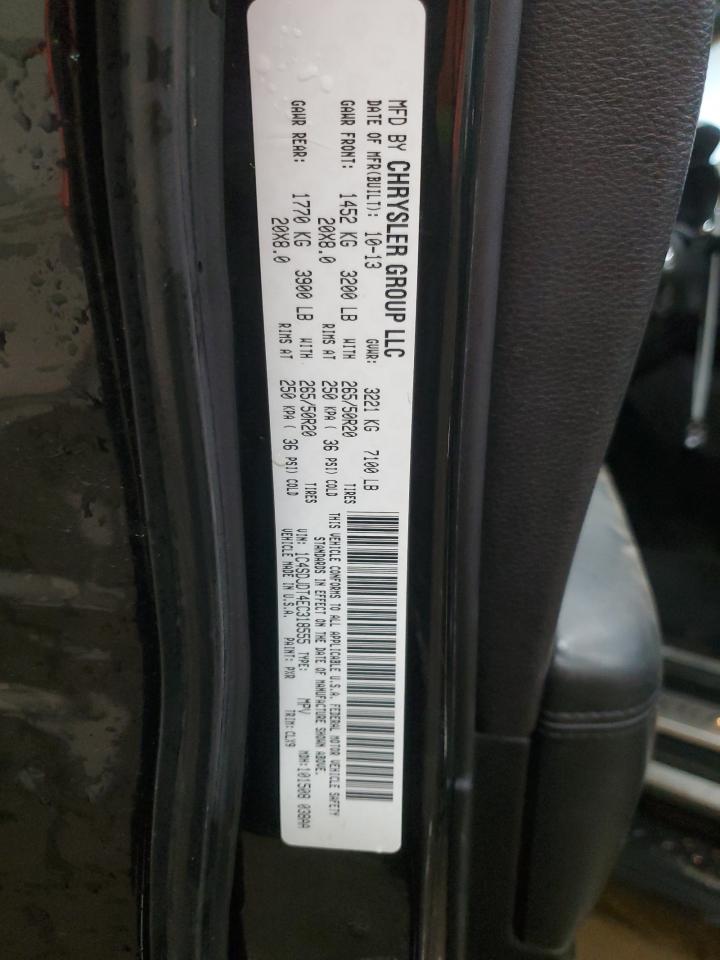 MFD BY CHRYSLER GROUP LLC
DATE OF MFR(BUILT): 10-13 GVWR: 3221 KG 7100 LB
GAWR FRONT: 1452 KG 3200 LB WITH 265/50R20 TIRES
20X8.0 RIMS AT 250 KPA ( 36 PSI) COLD
GAWR REAR: 1770 KG 3900 LB WITH 265/50R20 TIRES
20X8.0 RIMS AT 250 KPA ( 36 PSI) COLD
THIS VEHICLE CONFORMS TO ALL APPLICABLE U.S.A. FEDERAL MOTOR VEHICLE SAFETY
STANDARDS IN EFFECT ON THE DATE OF MANUFACTURE SHOWN ABOVE.
VIN: 1C4SDJDT4EC318555 TYPE: MPV MDH:101508 038AA
VEHICLE MADE IN U.S.A. PAINT: PXR TRIM:CLX9